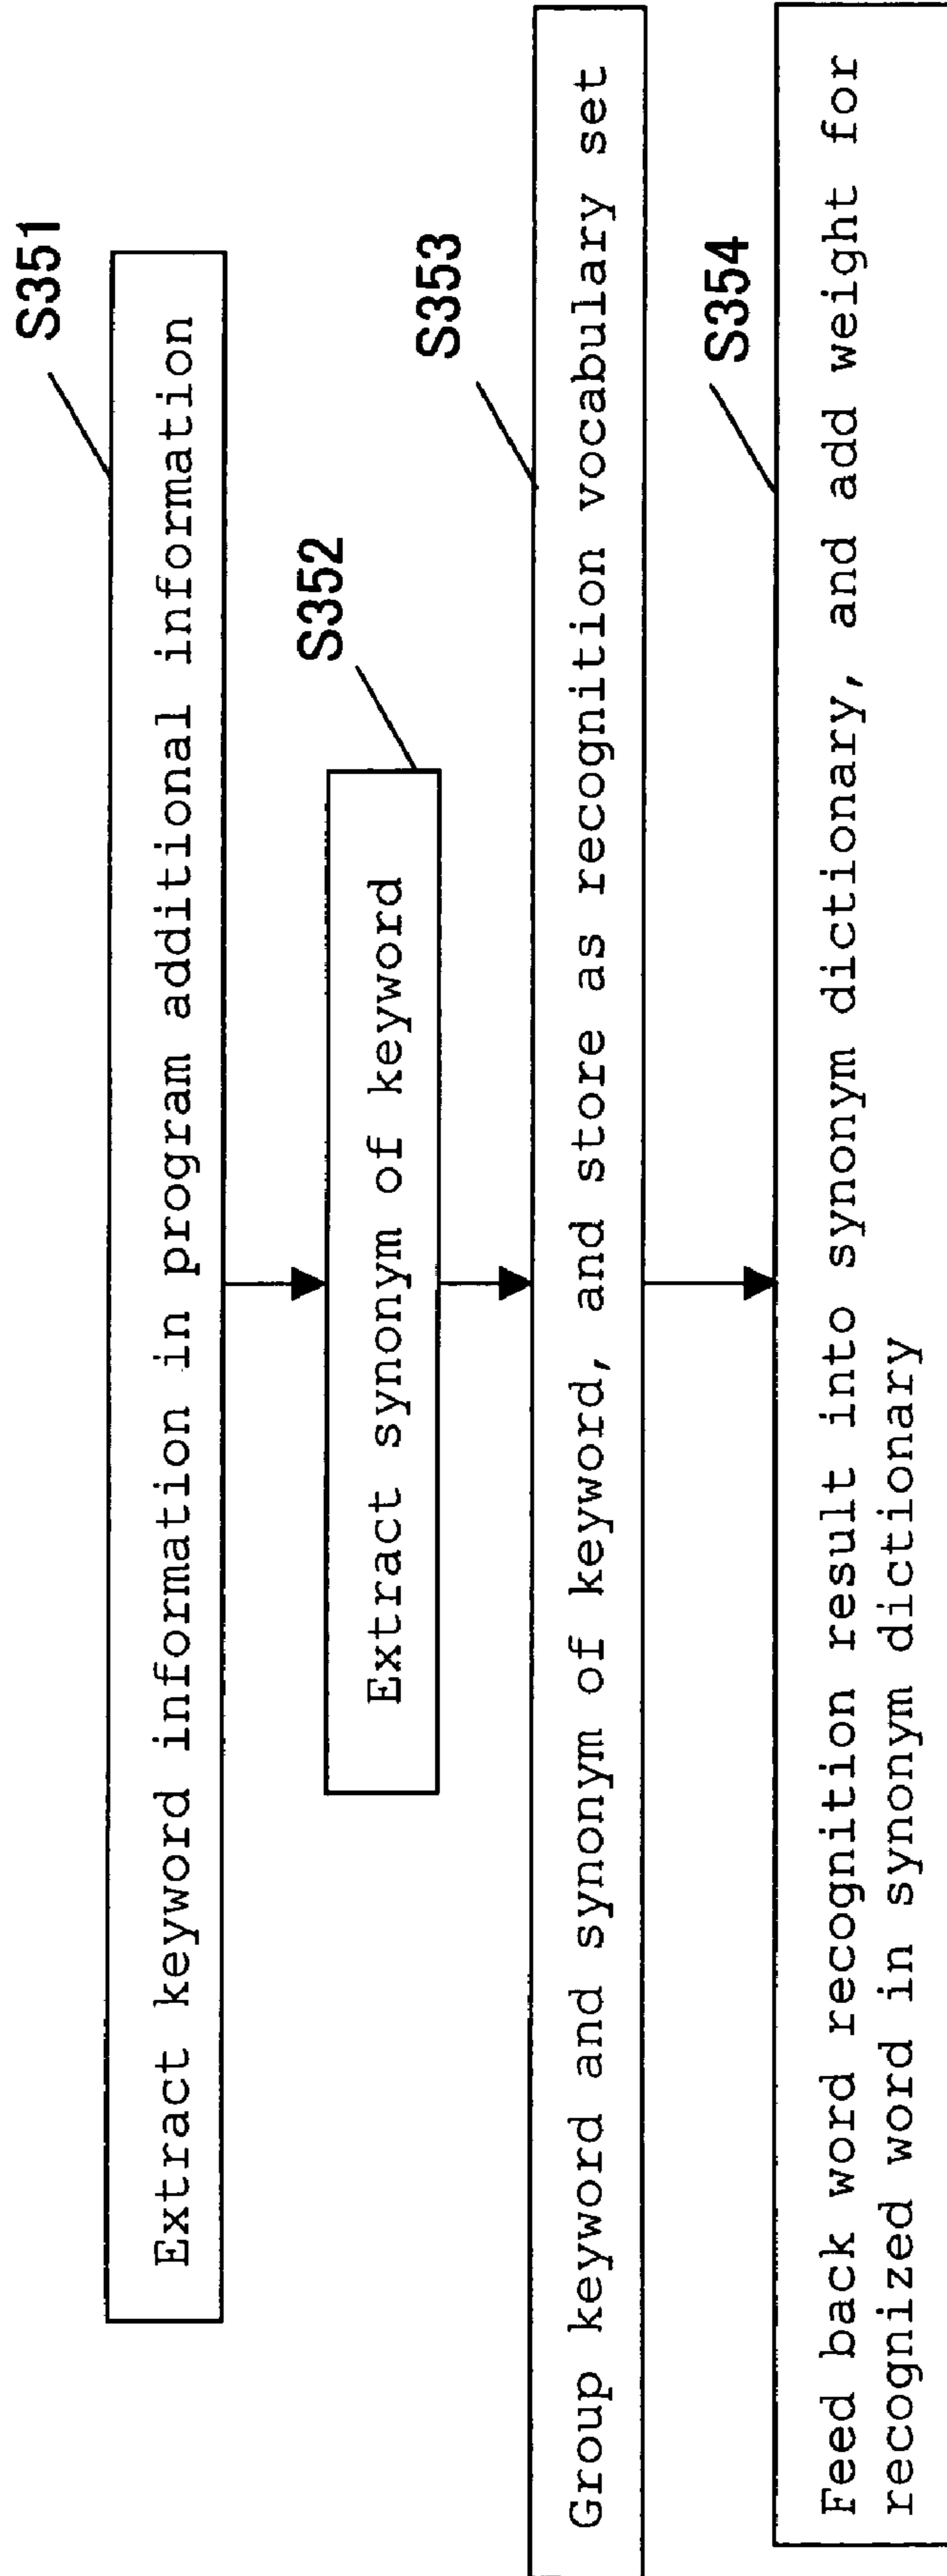 S351
Extract keyword information in program additional information
S352
Extract synonym of keyword
S353
Group keyword and synonym of keyword, and store as recognition vocabulary set
S354
Feed back word recognition result into synonym dictionary, and add weight for
recognized word in synonym dictionary